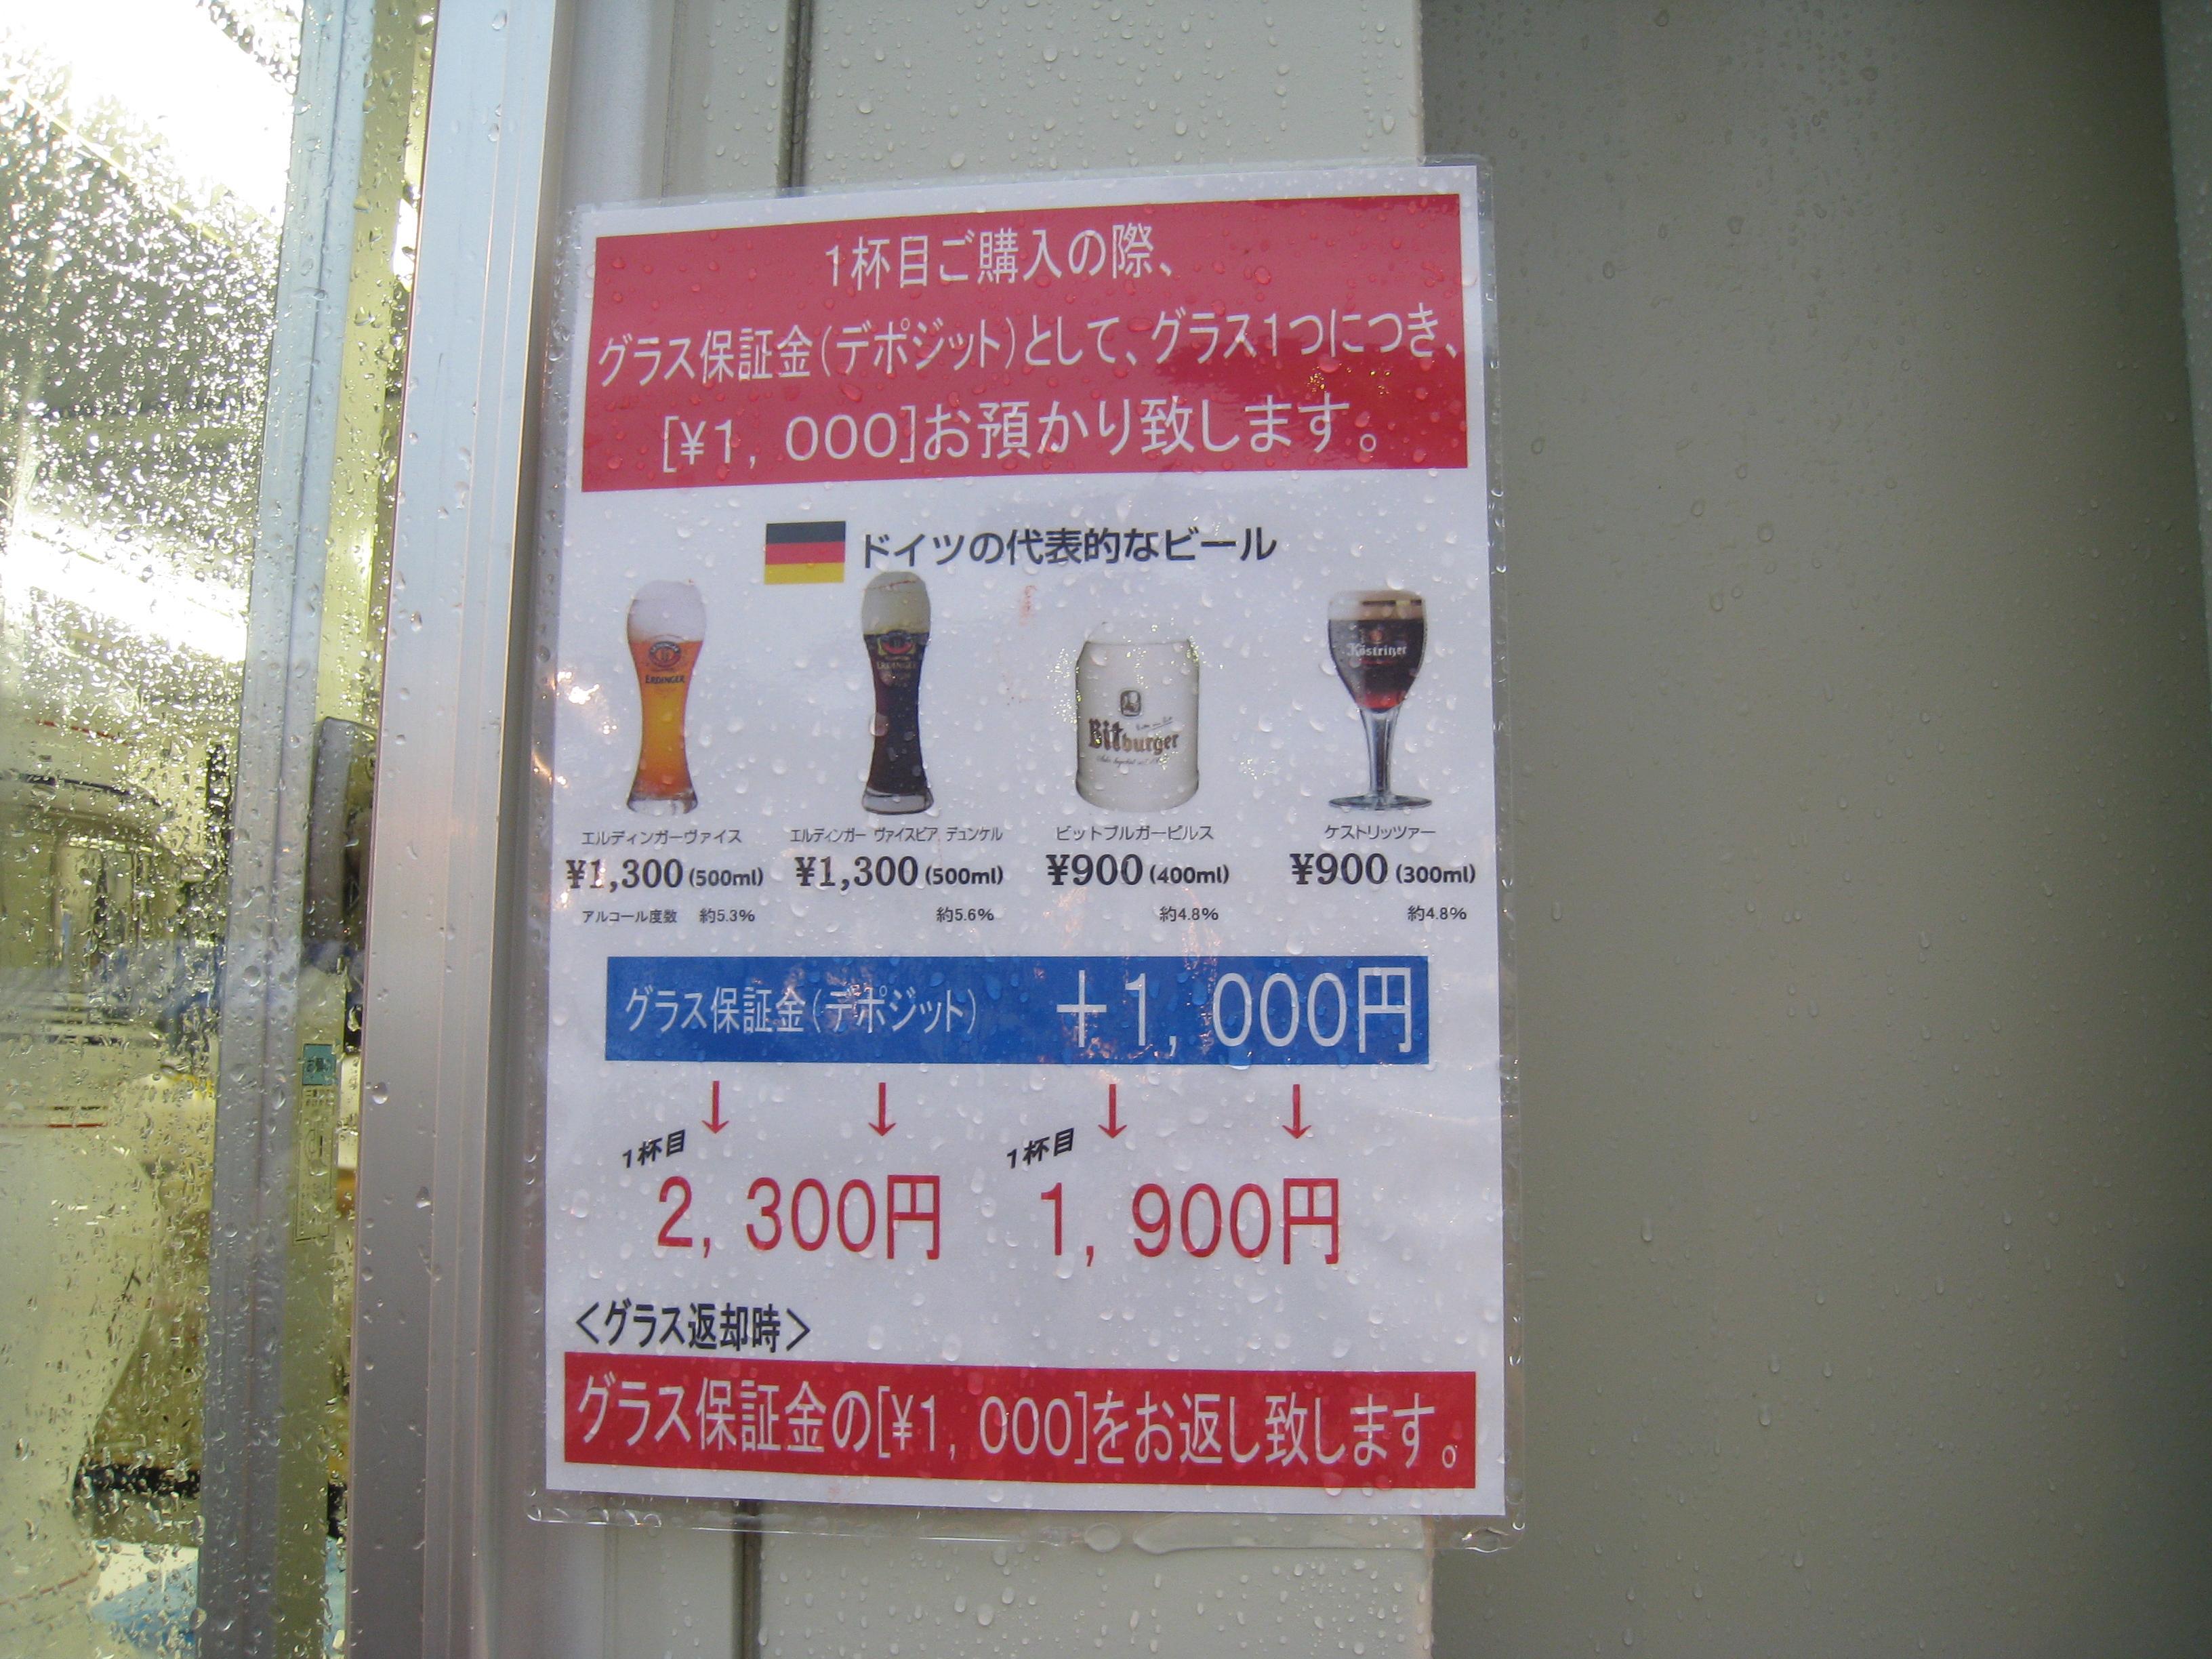 1杯目ご購入の際、
グラス保証金(デポジット)として、グラス1つにつき、
[¥1,000]お預かり致します。
ドイツの代表的なビール
ERDINGER
ERDINGER
Bitburger
Köstritzer
エルディンガーヴァイス エルディンガー ヴァイスビア デュンケル ビットブルガーピルス ケストリッツァー
¥1,300(500ml) ¥1,300(500ml) ¥900(400ml) ¥900(300ml)
アルコール度数 約5.3% 約5.6% 約4.8% 約4.8%
グラス保証金(デポジット) +1,000円
↓ ↓ ↓ ↓
1杯目 1杯目
2,300円 1,900円
<グラス返却時>
グラス保証金の[¥1,000]をお返し致します。